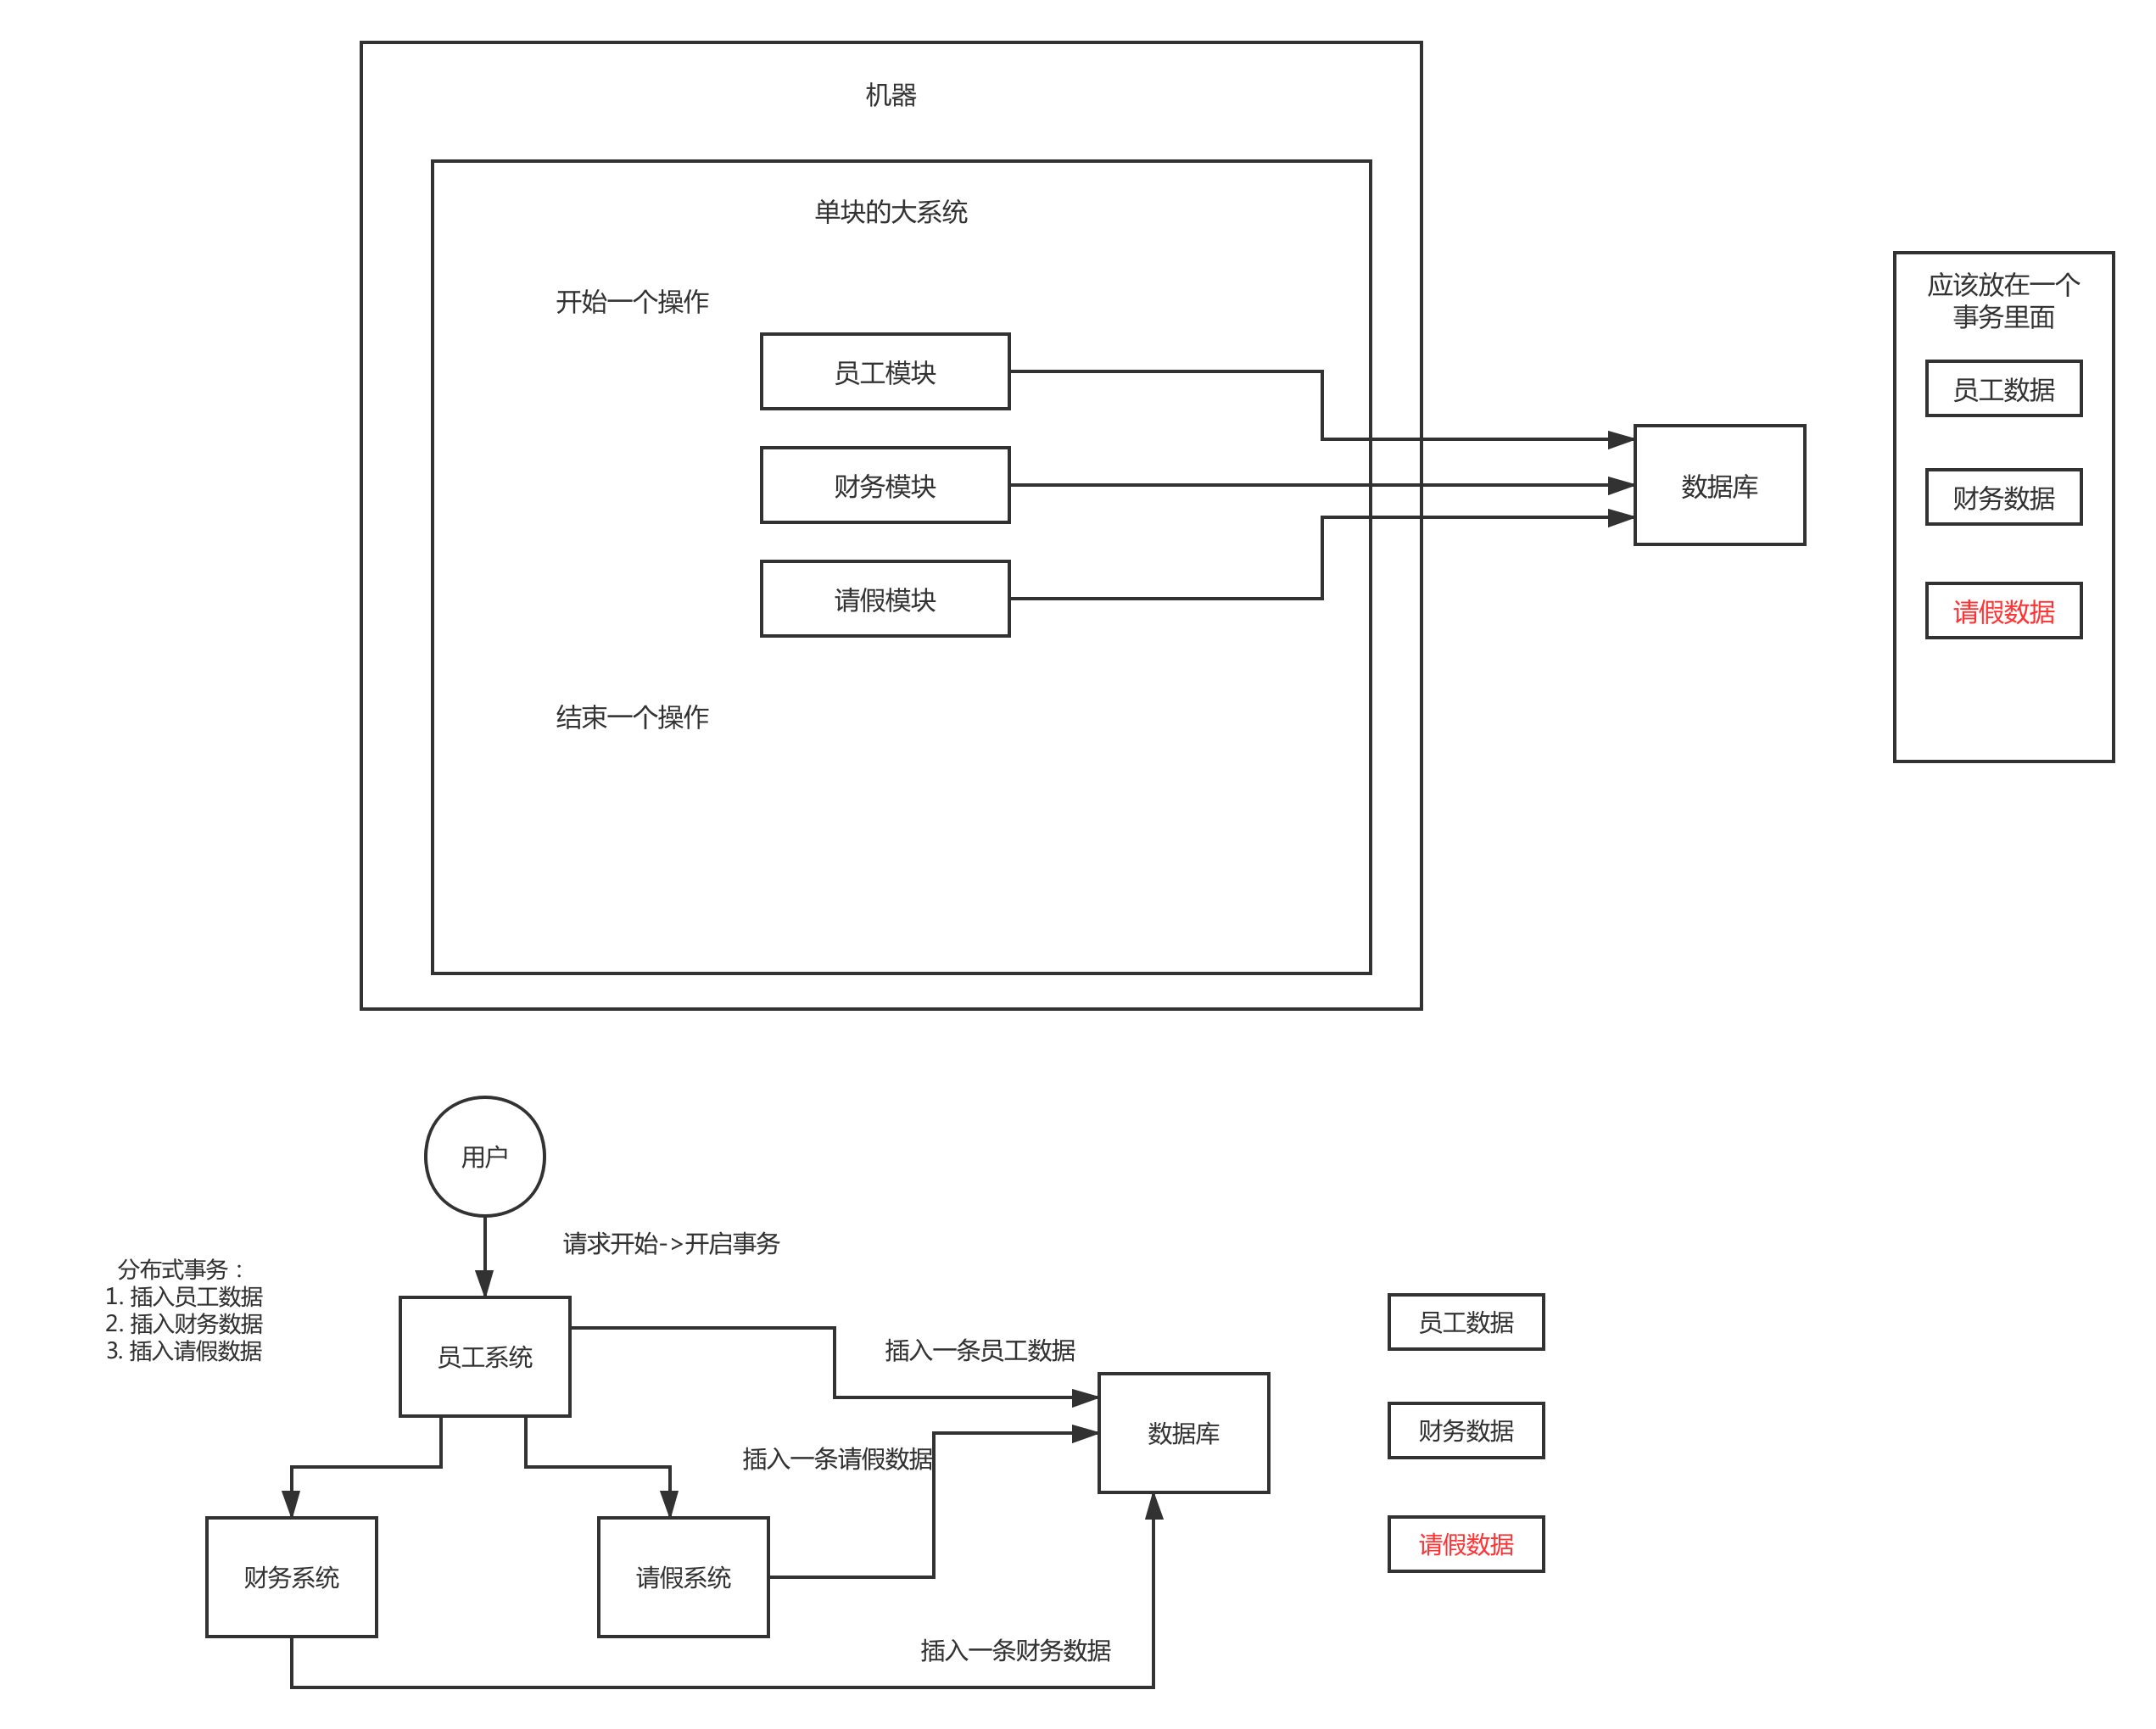 机器
单块的大系统
开始一个操作
员工模块
财务模块
请假模块
结束一个操作
数据库
应该放在一个
事务里面
员工数据
财务数据
请假数据
用户
请求开始->开启事务
分布式事务：
1. 插入员工数据
2. 插入财务数据
3. 插入请假数据
员工系统
插入一条员工数据
插入一条请假数据
数据库
财务系统
请假系统
插入一条财务数据
员工数据
财务数据
请假数据